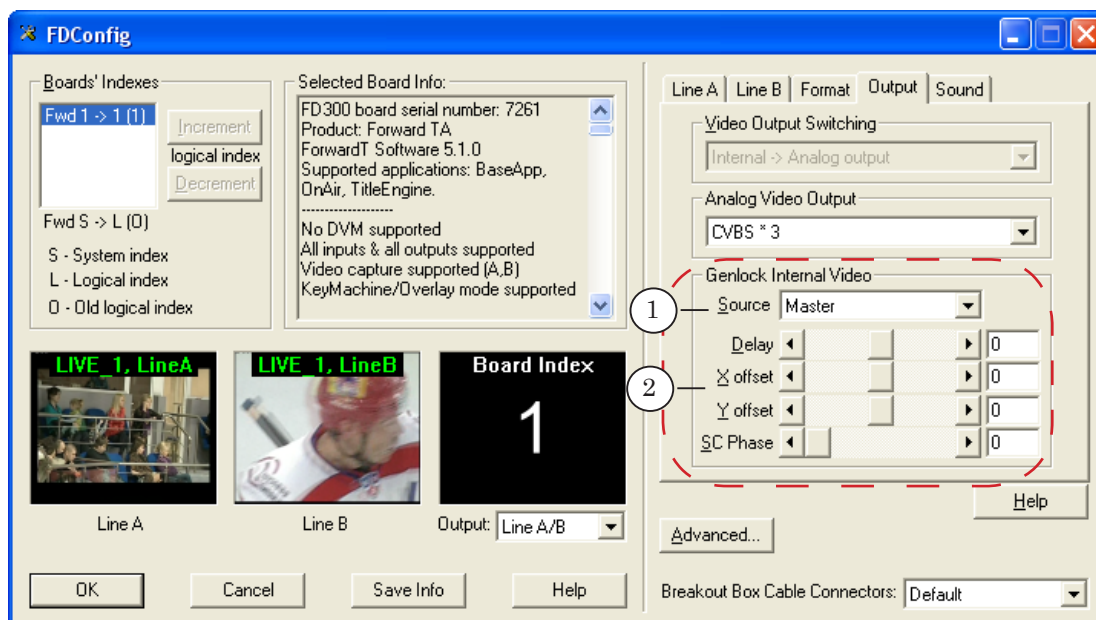 FDConfig
Boards' Indexes
Fwd 1 -> 1 (1)
Increment
logical index
Decrement
Fwd S -> L (O)
S - System index
L - Logical index
O - Old logical index
Selected Board Info:
FD300 board serial number: 7261
Product: Forward TA
ForwardT Software 5.1.0
Supported applications: BaseApp,
OnAir, TitleEngine.
--------------------
No DVM supported
All inputs & all outputs supported
Video capture supported (A,B)
KeyMachine/Overlay mode supported
LIVE_1, LineA
LIVE_1, LineB
Board Index
1
Line A
Line B
Output: Line A/B
OK
Cancel
Save Info
Help
Line A
Line B
Format
Output
Sound
Video Output Switching
Internal -> Analog output
Analog Video Output
CVBS * 3
Genlock Internal Video
1
Source Master
Delay 0
2
X offset 0
Y offset 0
SC Phase 0
Help
Advanced...
Breakout Box Cable Connectors: Default